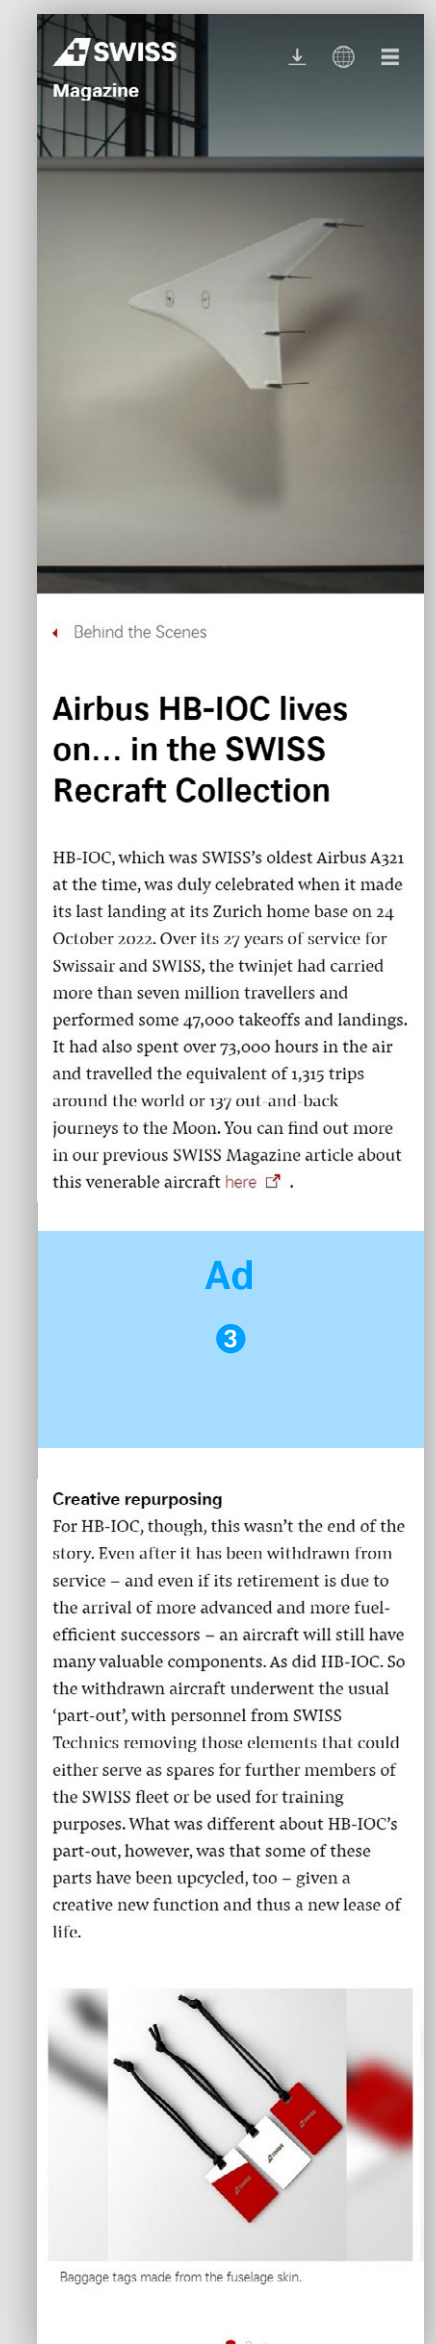 SWISS
Magazine
Behind the Scenes
Airbus HB-IOC lives
on… in the SWISS
Recraft Collection
HB-IOC, which was SWISS’s oldest Airbus A321
at the time, was duly celebrated when it made
its last landing at its Zurich home base on 24
October 2022. Over its 27 years of service for
Swissair and SWISS, the twinjet had carried
more than seven million travellers and
performed some 47,000 takeoffs and landings.
It had also spent over 73,000 hours in the air
and travelled the equivalent of 1,315 trips
around the world or 137 out-and-back
journeys to the Moon. You can find out more
in our previous SWISS Magazine article about
this venerable aircraft here .
Ad
3
Creative repurposing
For HB-IOC, though, this wasn’t the end of the
story. Even after it has been withdrawn from
service – and even if its retirement is due to
the arrival of more advanced and more fuel-
efficient successors – an aircraft will still have
many valuable components. As did HB-IOC. So
the withdrawn aircraft underwent the usual
‘part-out’, with personnel from SWISS
Technics removing those elements that could
either serve as spares for further members of
the SWISS fleet or be used for training
purposes. What was different about HB-IOC’s
part-out, however, was that some of these
parts have been upcycled, too – given a
creative new function and thus a new lease of
life.
Baggage tags made from the fuselage skin.